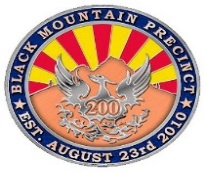 BLACK MOUNTAIN PRECINCT
200
EST. AUGUST 23rd 2010